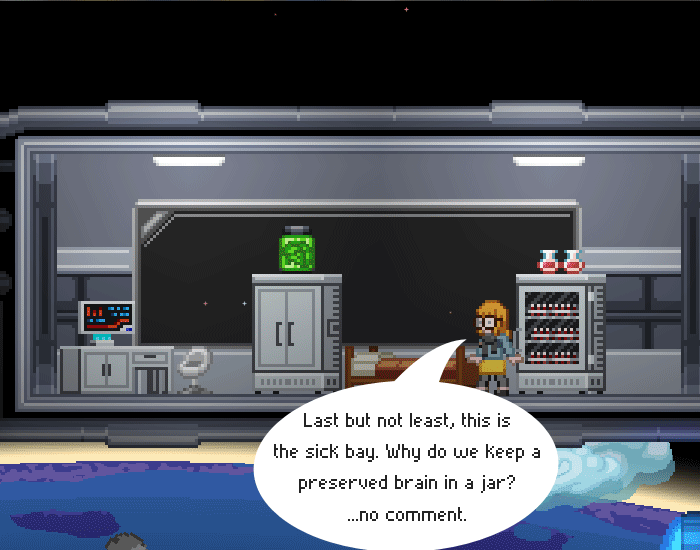 Last but not least, this is
the sick bay. Why do we keep a
preserved brain in a jar?
...no comment.